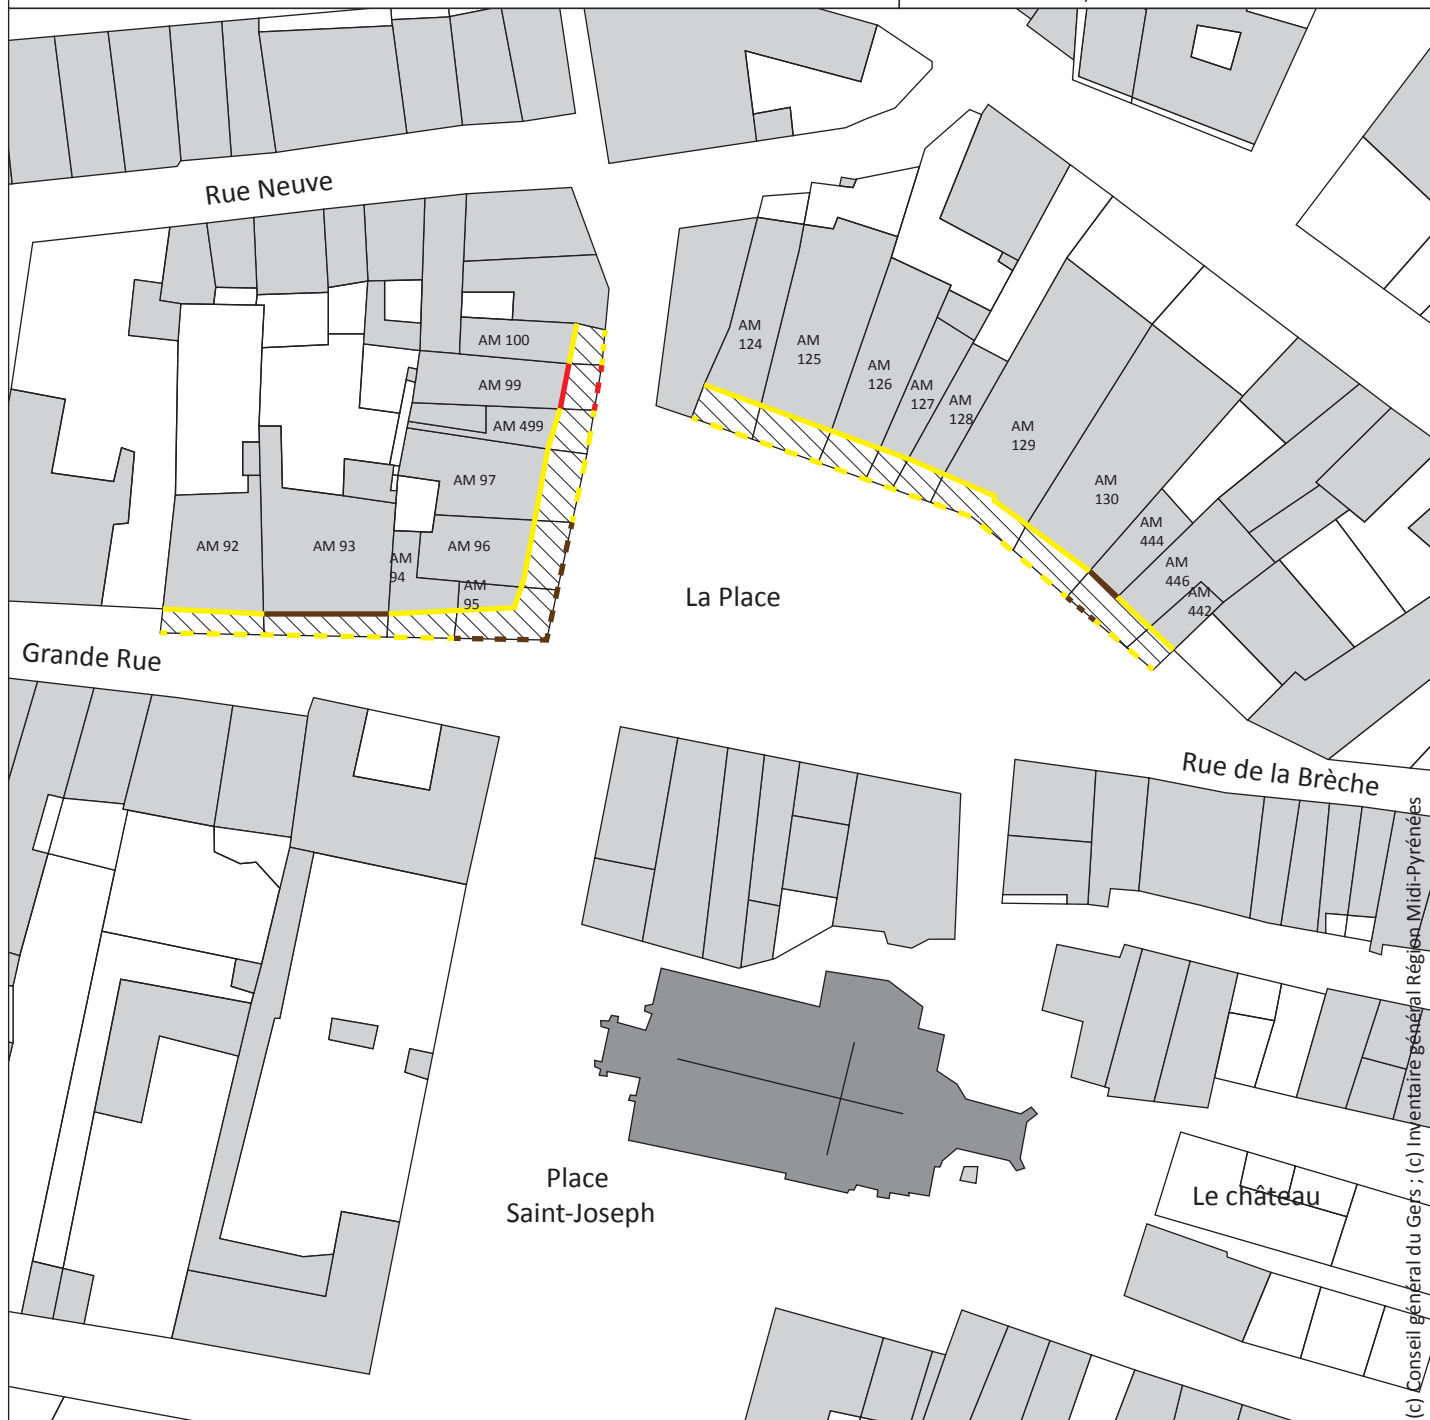 Rue Neuve
AM 100
AM 99
AM 499
AM 97
AM 96
AM 92
AM 93
AM
94
AM
95
AM
124
AM
125
AM
126
AM
127
AM
128
AM
129
AM
130
AM
444
AM
446
AM
442
La Place
Grande Rue
Rue de la Brèche
Place
Saint-Joseph
Le château
(c) Conseil général du Gers ; (c) Inventaire général Région Midi-Pyrénées